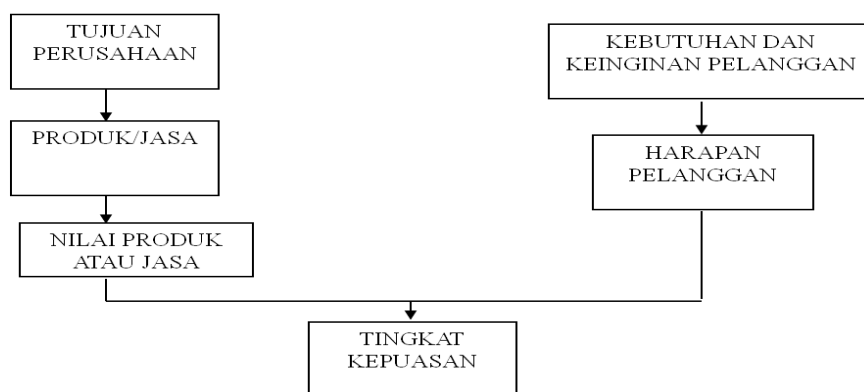 TUJUAN
PERUSAHAAN
KEBUTUHAN DAN
KEINGINAN PELANGGAN
PRODUK/JASA
HARAPAN
PELANGGAN
NILAI PRODUK
ATAU JASA
TINGKAT
KEPUASAN